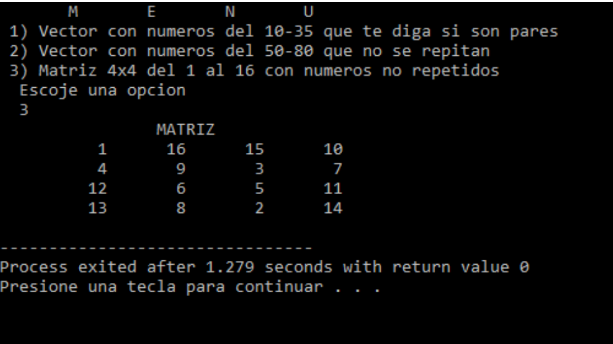 M E N U
1) Vector con numeros del 10-35 que te diga si son pares
2) Vector con numeros del 50-80 que no se repitan
3) Matriz 4x4 del 1 al 16 con numeros no repetidos
Escoje una opcion
3
MATRIZ
1 16 15 10
4 9 3 7
12 6 5 11
13 8 2 14
--------------------------------
Process exited after 1.279 seconds with return value 0
Presione una tecla para continuar . . .